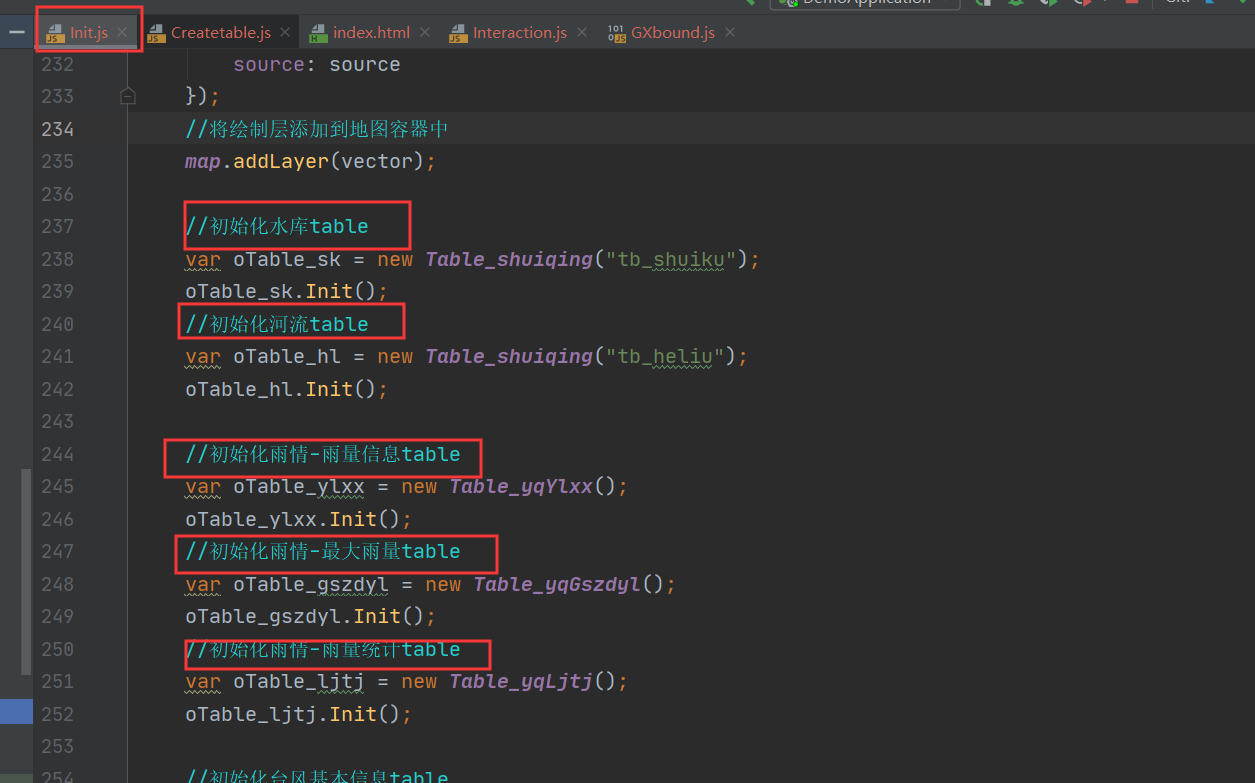 DemoApplication
Init.js Createtable.js index.html Interaction.js GXbound.js
232 source: source
233 });
234 //将绘制层添加到地图容器中
235 map.addLayer(vector);
236
237 //初始化水库table
238 var oTable_sk = new Table_shuiqing("tb_shuiku");
239 oTable_sk.Init();
240 //初始化河流table
241 var oTable_hl = new Table_shuiqing("tb_heliu");
242 oTable_hl.Init();
243
244 //初始化雨情-雨量信息table
245 var oTable_ylxx = new Table_yqYlxx();
246 oTable_ylxx.Init();
247 //初始化雨情-最大雨量table
248 var oTable_gszdyl = new Table_yqGszdyl();
249 oTable_gszdyl.Init();
250 //初始化雨情-雨量统计table
251 var oTable_ljtj = new Table_yqLjtj();
252 oTable_ljtj.Init();
253
254 //初始化台风基本信息table